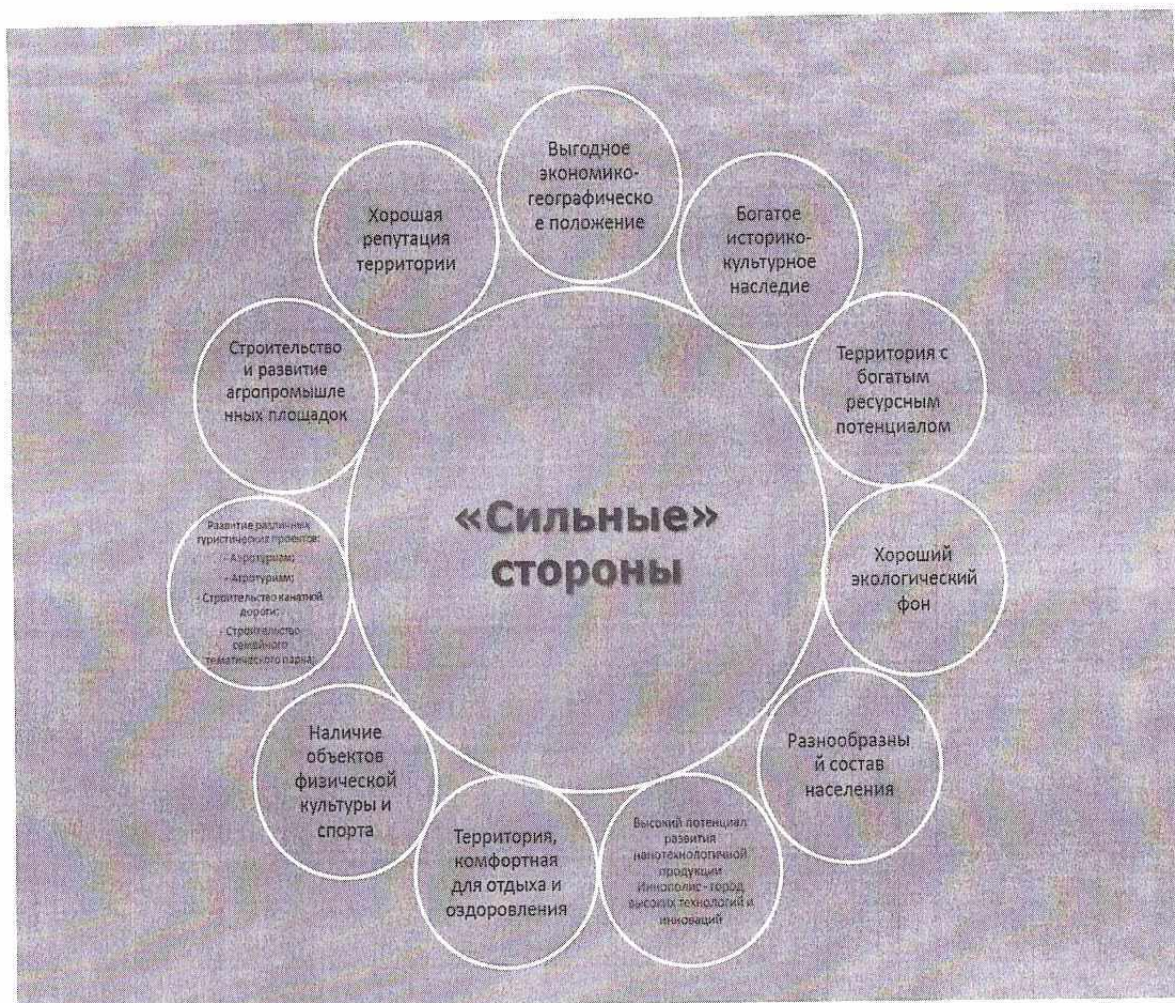 Выгодное
экономико-
географическо
е положение
Богатое
историко-
культурное
наследие
Территория с
богатым
ресурсным
потенциалом
Хороший
экологический
фон
Разнообразны
й состав
населения
Высокий потенциал
развития
нанотехнологичной
продукции
Иннополис - город
высоких технологий и
инноваций
Территория,
комфортная
для отдыха и
оздоровления
Наличие
объектов
физической
культуры и
спорта
Развитие различных
туристических проектов:
- Аэротуризм;
- Агротуризм;
- Строительство канатной
дороги;
- Строительство
семейного
тематического парка;
Строительство
и развитие
агропромышле
нных площадок
Хорошая
репутация
территории
«Сильные»
стороны